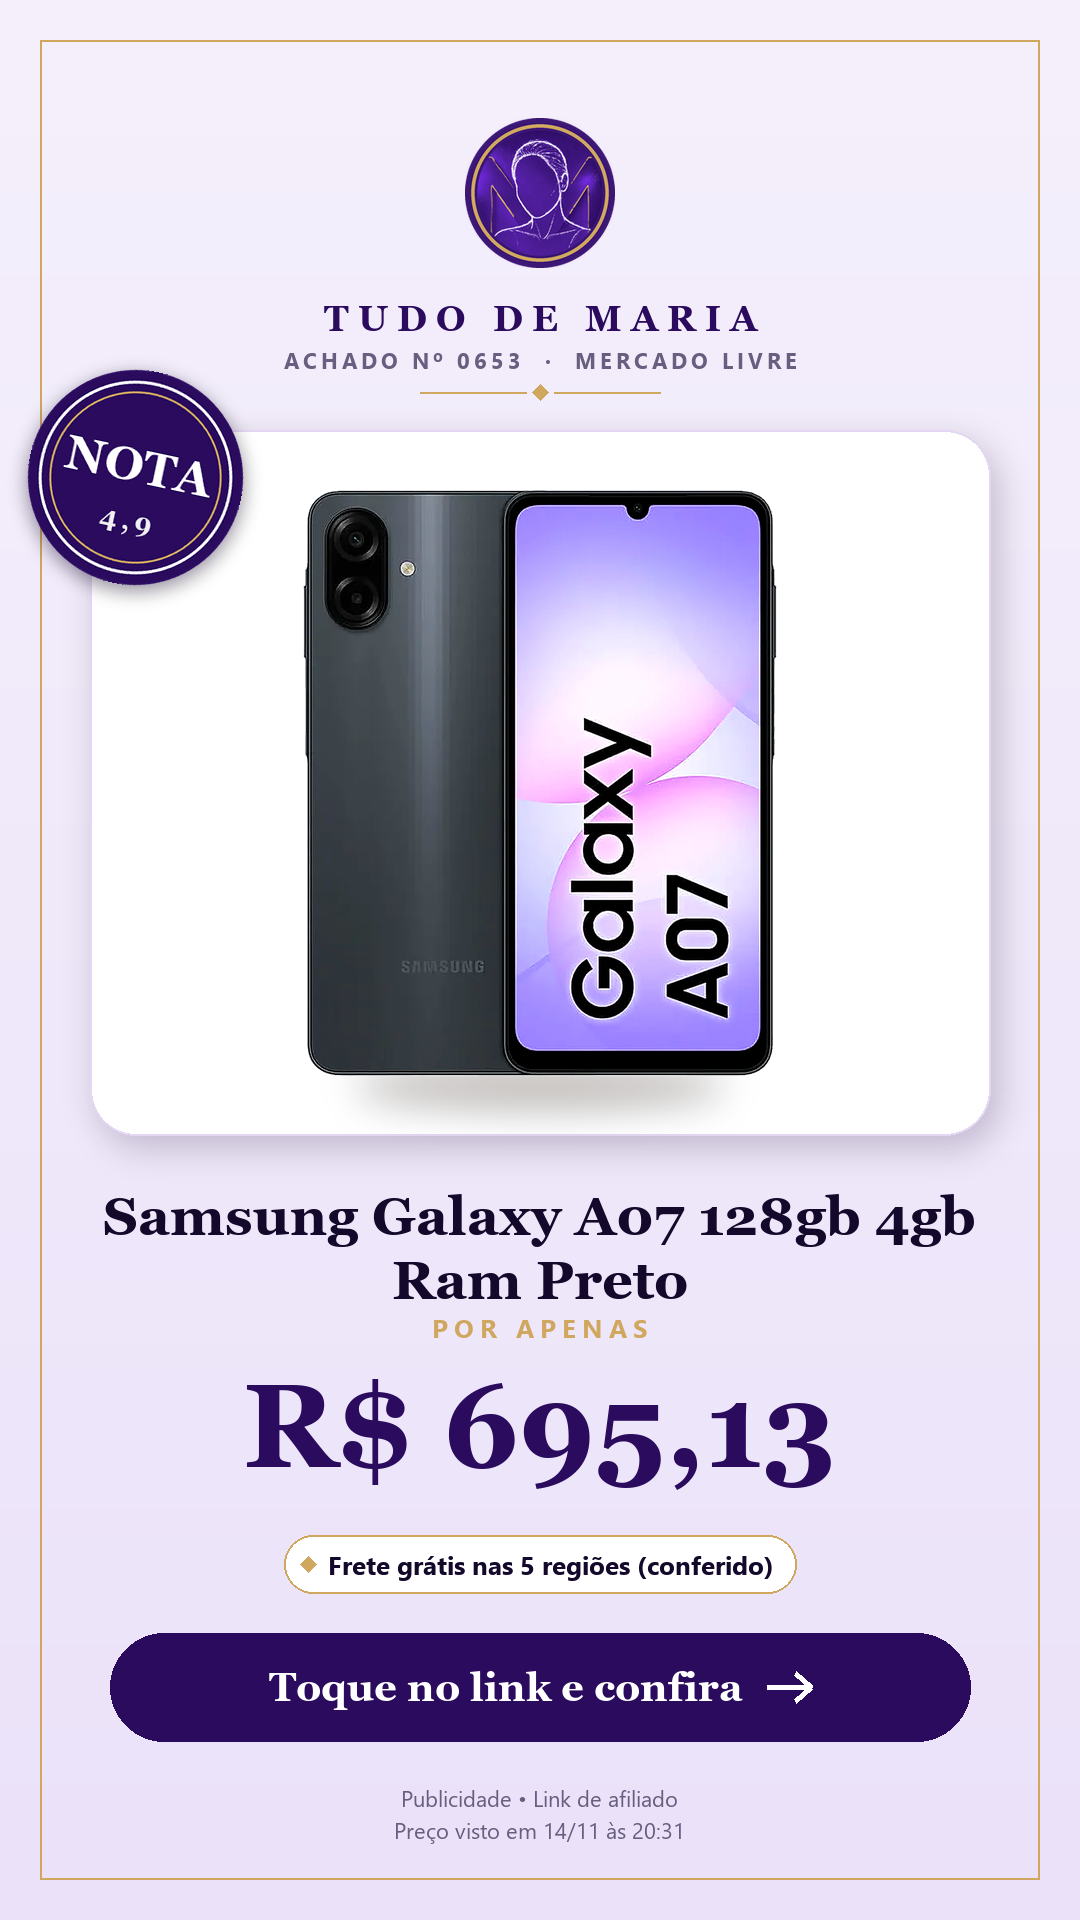 TUDO DE MARIA
ACHADO Nº 0653 · MERCADO LIVRE
NOTA
4,9
SAMSUNG
Galaxy
A07
Samsung Galaxy A07 128gb 4gb
Ram Preto
POR APENAS
R$ 695,13
Frete grátis nas 5 regiões (conferido)
Toque no link e confira →
Publicidade • Link de afiliado
Preço visto em 14/11 às 20:31